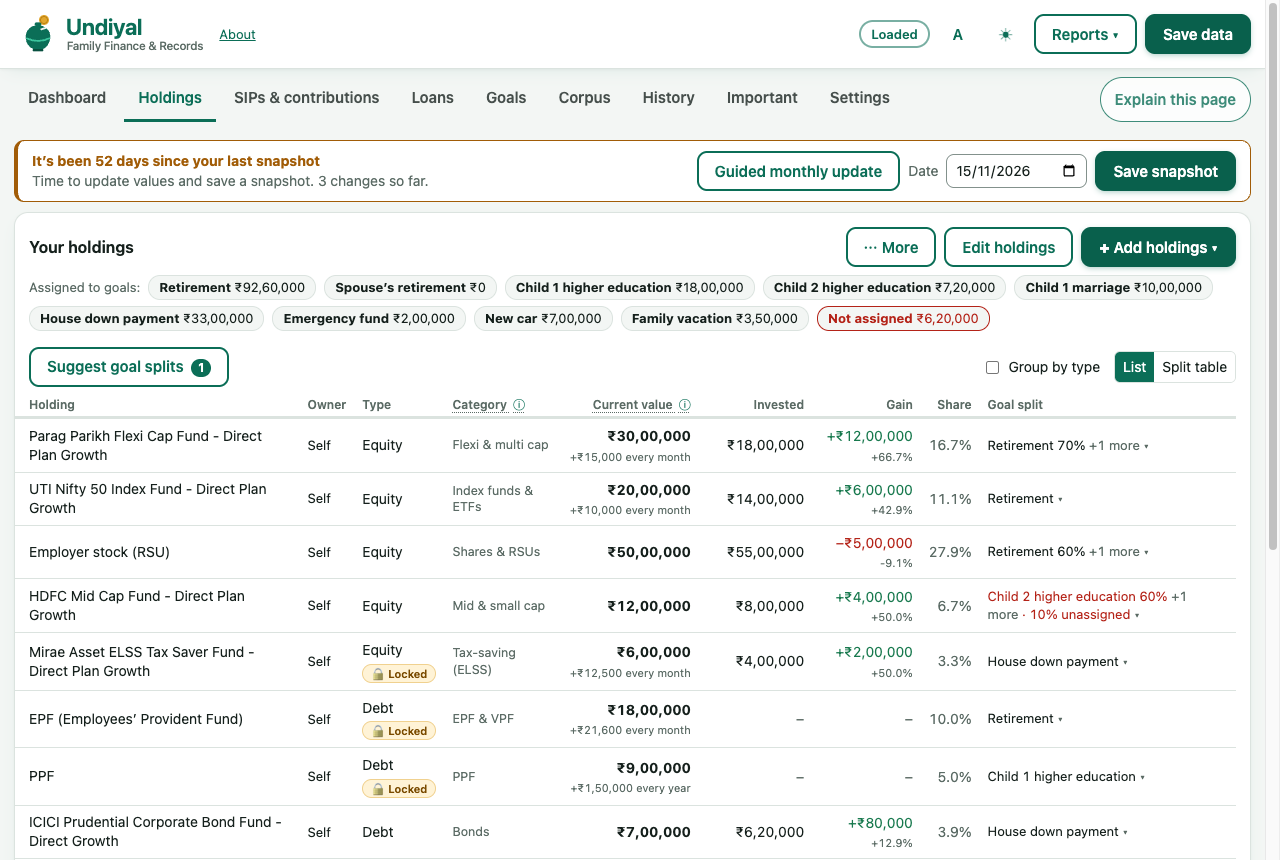 Undiyal
Family Finance & Records
About
Loaded
A
Reports ▾
Save data
Dashboard
Holdings
SIPs & contributions
Loans
Goals
Corpus
History
Important
Settings
Explain this page
It’s been 52 days since your last snapshot
Time to update values and save a snapshot. 3 changes so far.
Guided monthly update
Date
15/11/2026
Save snapshot
Your holdings
··· More
Edit holdings
+ Add holdings ▾
Assigned to goals:
Retirement ₹92,60,000
Spouse’s retirement ₹0
Child 1 higher education ₹18,00,000
Child 2 higher education ₹7,20,000
Child 1 marriage ₹10,00,000
House down payment ₹33,00,000
Emergency fund ₹2,00,000
New car ₹7,00,000
Family vacation ₹3,50,000
Not assigned ₹6,20,000
Suggest goal splits 1
Group by type
List
Split table
Holding Owner Type Category ⓘ Current value ⓘ Invested Gain Share Goal split
Parag Parikh Flexi Cap Fund - Direct
Plan Growth
Self
Equity
Flexi & multi cap
₹30,00,000
+₹15,000 every month
₹18,00,000
+₹12,00,000
+66.7%
16.7%
Retirement 70% +1 more ▾
UTI Nifty 50 Index Fund - Direct Plan
Growth
Self
Equity
Index funds &
ETFs
₹20,00,000
+₹10,000 every month
₹14,00,000
+₹6,00,000
+42.9%
11.1%
Retirement ▾
Employer stock (RSU)
Self
Equity
Shares & RSUs
₹50,00,000
₹55,00,000
−₹5,00,000
-9.1%
27.9%
Retirement 60% +1 more ▾
HDFC Mid Cap Fund - Direct Plan
Growth
Self
Equity
Mid & small cap
₹12,00,000
₹8,00,000
+₹4,00,000
+50.0%
6.7%
Child 2 higher education 60% +1
more · 10% unassigned ▾
Mirae Asset ELSS Tax Saver Fund -
Direct Plan Growth
Self
Equity
Locked
Tax-saving
(ELSS)
₹6,00,000
+₹12,500 every month
₹4,00,000
+₹2,00,000
+50.0%
3.3%
House down payment ▾
EPF (Employees’ Provident Fund)
Self
Debt
Locked
EPF & VPF
₹18,00,000
+₹21,600 every month
–
–
10.0%
Retirement ▾
PPF
Self
Debt
Locked
PPF
₹9,00,000
+₹1,50,000 every year
–
–
5.0%
Child 1 higher education ▾
ICICI Prudential Corporate Bond Fund -
Direct Growth
Self
Debt
Bonds
₹7,00,000
₹6,20,000
+₹80,000
+12.9%
3.9%
House down payment ▾